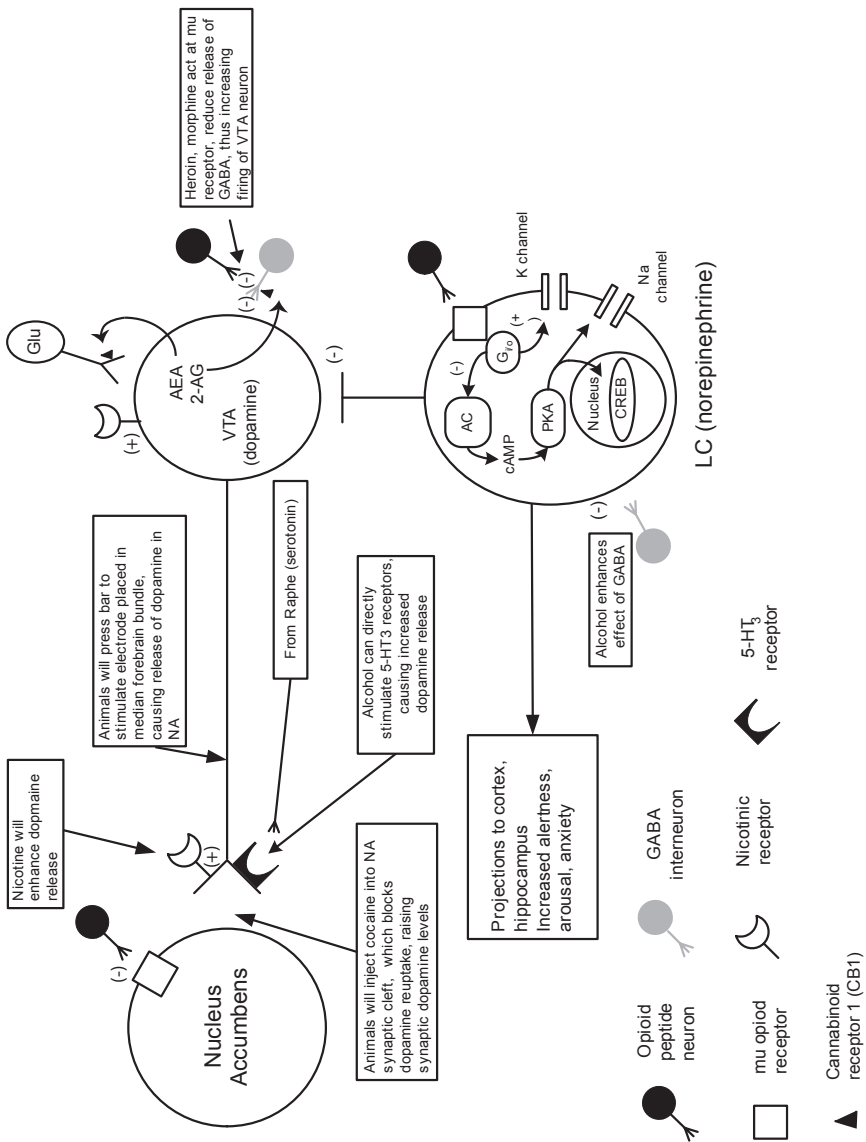 Nicotine will
enhance dopmaine
release
Animals will press bar to
stimulate electrode placed in
median forebrain bundle,
causing release of dopamine in
NA
Glu
Heroin, morphine act at mu
receptor, reduce release of
GABA, thus increasing
firing of VTA neuron
(+)
AEA
2-AG
VTA
(dopamine)
(-)
(-)
(-)
(-)
(+)
Nucleus
Accumbens
From Raphe (serotonin)
Animals will inject cocaine into NA
synaptic cleft, which blocks
dopamine reuptake, raising
synaptic dopamine levels
Alcohol can directly
stimulate 5-HT3 receptors,
causing increased
dopamine release
(-)
Projections to cortex,
hippocampus
Increased alertness,
arousal, anxiety
K channel
Na
channel
(-)
Gi/o
(+)
AC
cAMP
PKA
Nucleus
CREB
LC (norepinephrine)
(-)
Alcohol enhances
effect of GABA
Opioid
peptide
neuron
GABA
interneuron
5-HT3
receptor
mu opiod
receptor
Nicotinic
receptor
Cannabinoid
receptor 1 (CB1)